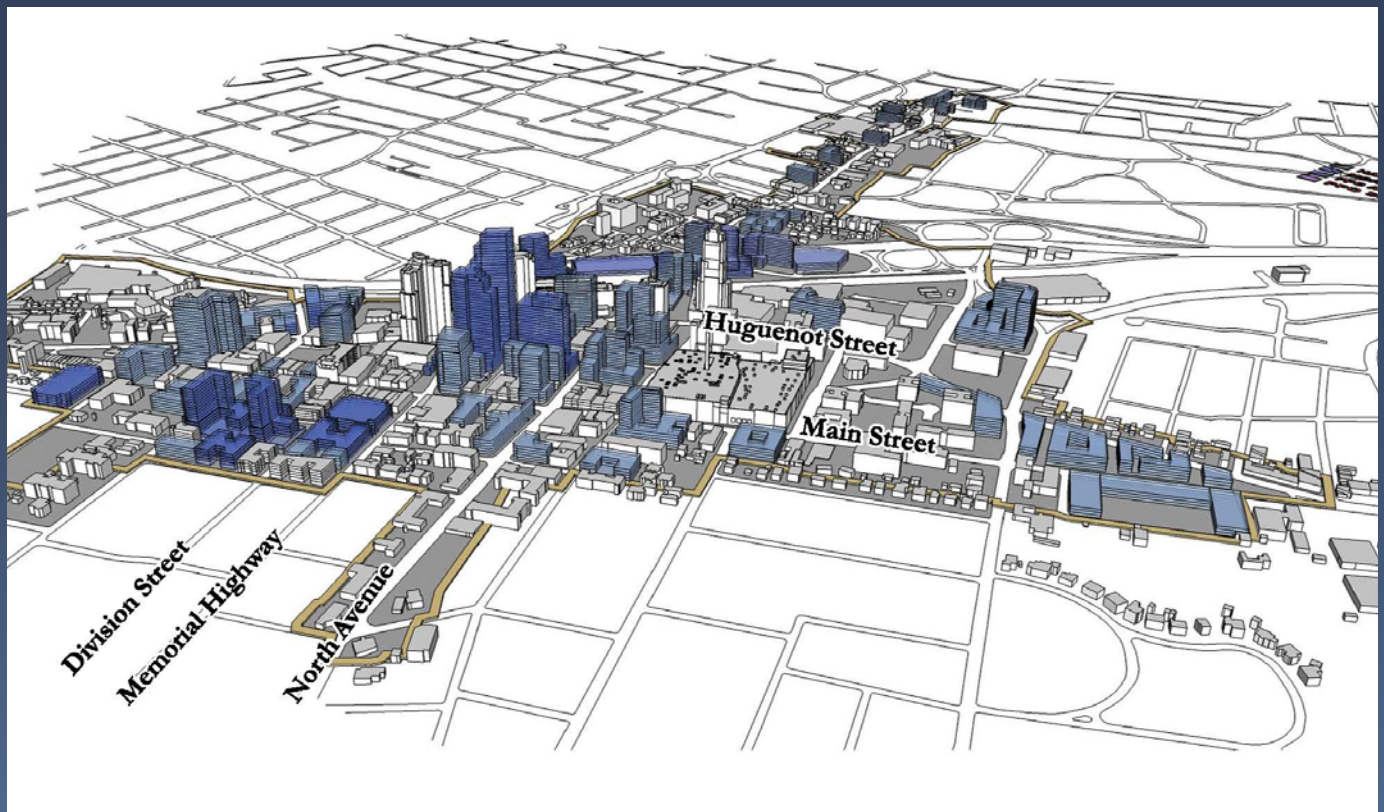 Huguenot Street
Main Street
Division Street
Memorial Highway
North Avenue